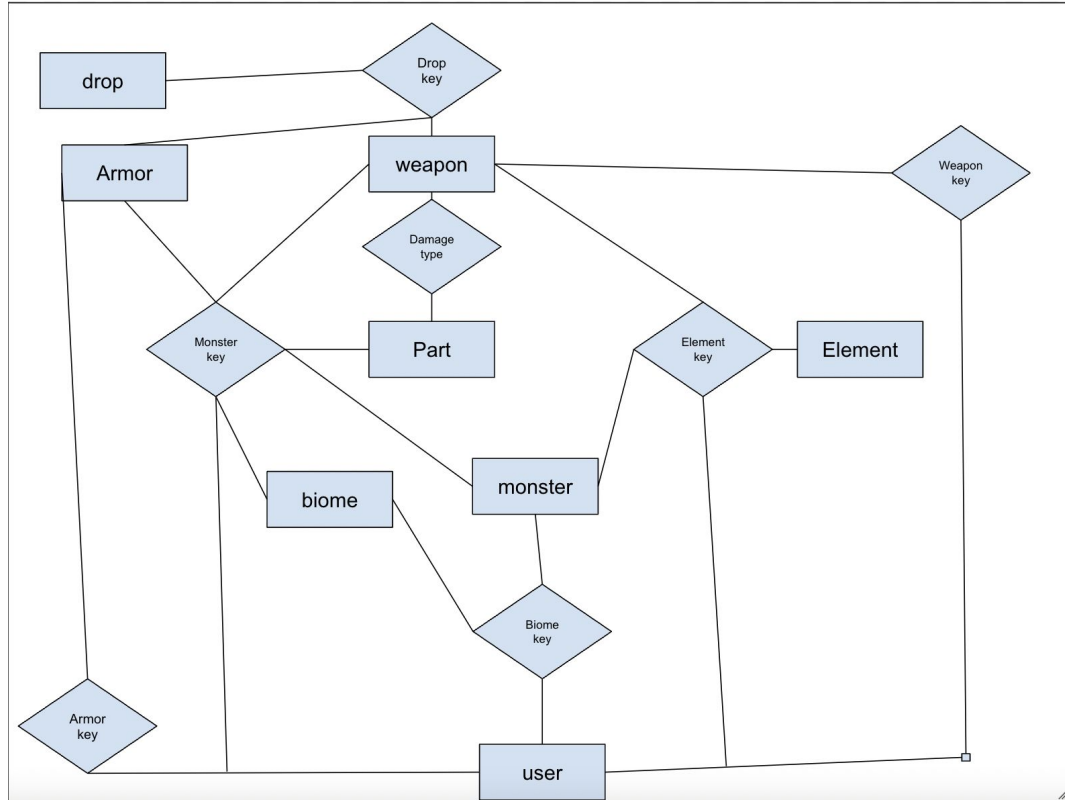 Drop
key
drop
weapon
Armor
Weapon
key
Damage
type
Monster
key
Part
Element
key
Element
monster
biome
Biome
key
Armor
key
user